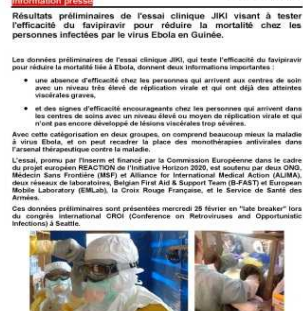 Information presse
Résultats préliminaires de l'essai clinique JIKI visant à tester
l'efficacité du favipiravir pour réduire la mortalité chez les
personnes infectées par le virus Ebola en Guinée.
Les données préliminaires de l'essai clinique JIKI, qui teste l'efficacité du favipiravir
pour réduire la mortalité liée à Ebola, donnent deux informations importantes :
• une absence d'efficacité chez les personnes qui arrivent aux centres de soin
avec un niveau très élevé de réplication virale et qui ont déjà des atteintes
viscérales graves,
• et des signes d'efficacité encourageants chez les personnes qui arrivent dans
les centres de soins avec un niveau élevé ou moyen de réplication virale et qui
n'ont pas encore développé de lésions viscérales trop sévères.
Avec cette catégorisation en deux groupes, on comprend beaucoup mieux la maladie
à virus Ebola, et on peut recadrer la place des monothérapies antivirales dans
l'arsenal thérapeutique contre la maladie.
L'essai, promu par l'Inserm et financé par la Commission Européenne dans le cadre
du projet européen REACTION de l'initiative Horizon 2020, est soutenu par deux ONG,
Médecin Sans Frontière (MSF) et Alliance for International Medical Action (ALIMA),
deux réseaux de laboratoires, Belgian First Aid & Support Team (B-FAST) et European
Mobile Laboratory (EMLab), la Croix Rouge Française, et le Service de Santé des
Armées.
Ces données préliminaires sont présentées mercredi 25 février en "late breaker" lors
du congrès international CROI (Conference on Retroviruses and Opportunistic
Infections) à Seattle.